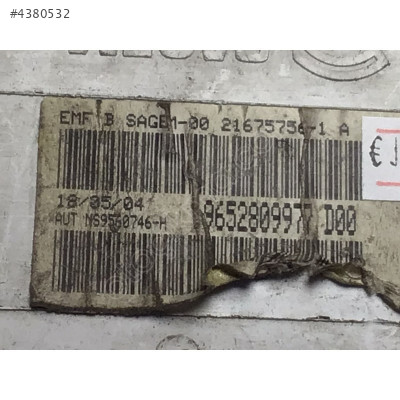 #4380532
EMF B SAGEM-00 21675756-1 A
18/05/04
AUT NS9560746-H
9652809977 D00
€